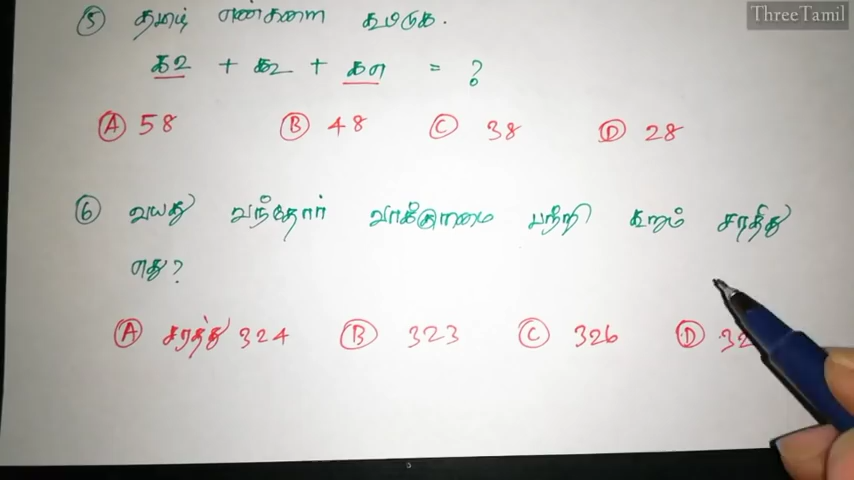 ThreeTamil
⑤ தமிழ் எண்களை கூட்டுக.
௧௨ + ௧௨ + ௧௭ = ?
Ⓐ 58 Ⓑ 48 Ⓒ 38 Ⓓ 28
⑥ வயது வந்தோர் வாக்குரிமை பற்றி கூறும் சரத்து
எது?
Ⓐ சரத்து 324 Ⓑ 323 Ⓒ 326 Ⓓ